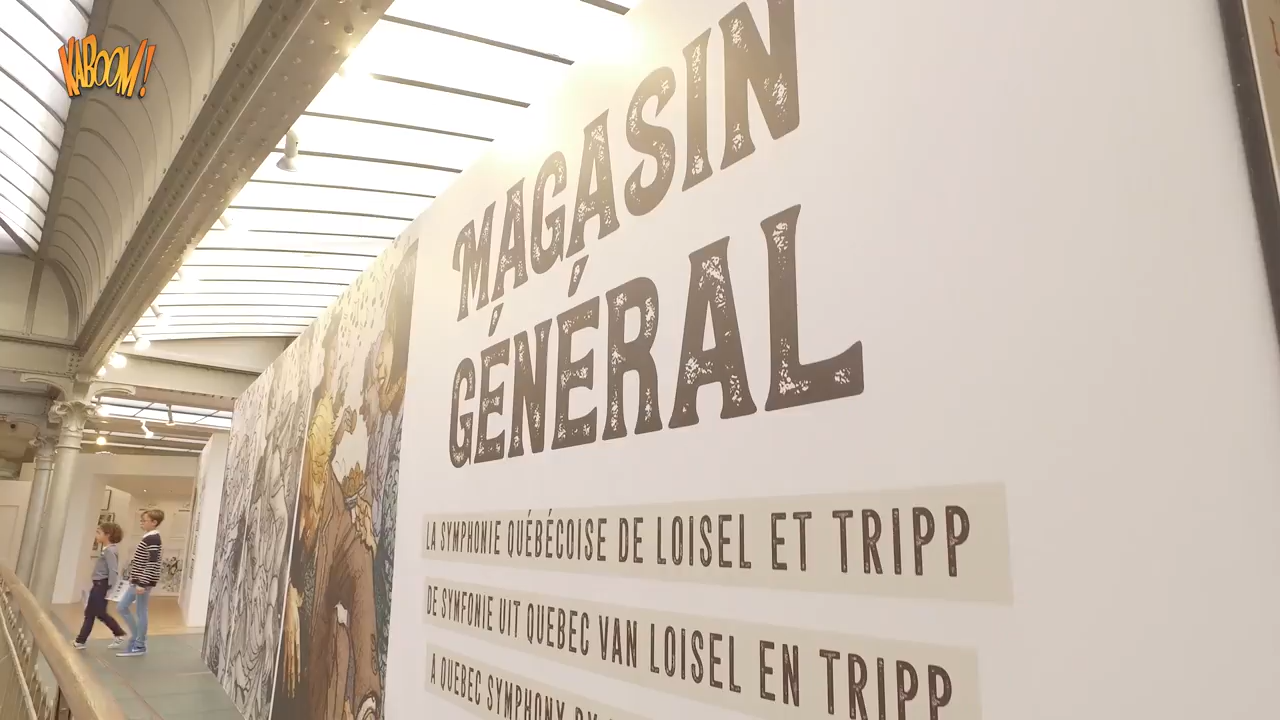 KABOOM!
MAGASIN
GÉNÉRAL
LA SYMPHONIE QUÉBÉCOISE DE LOISEL ET TRIPP
DE SYMFONIE UIT QUEBEC VAN LOISEL EN TRIPP
A QUEBEC SYMPHONY BY